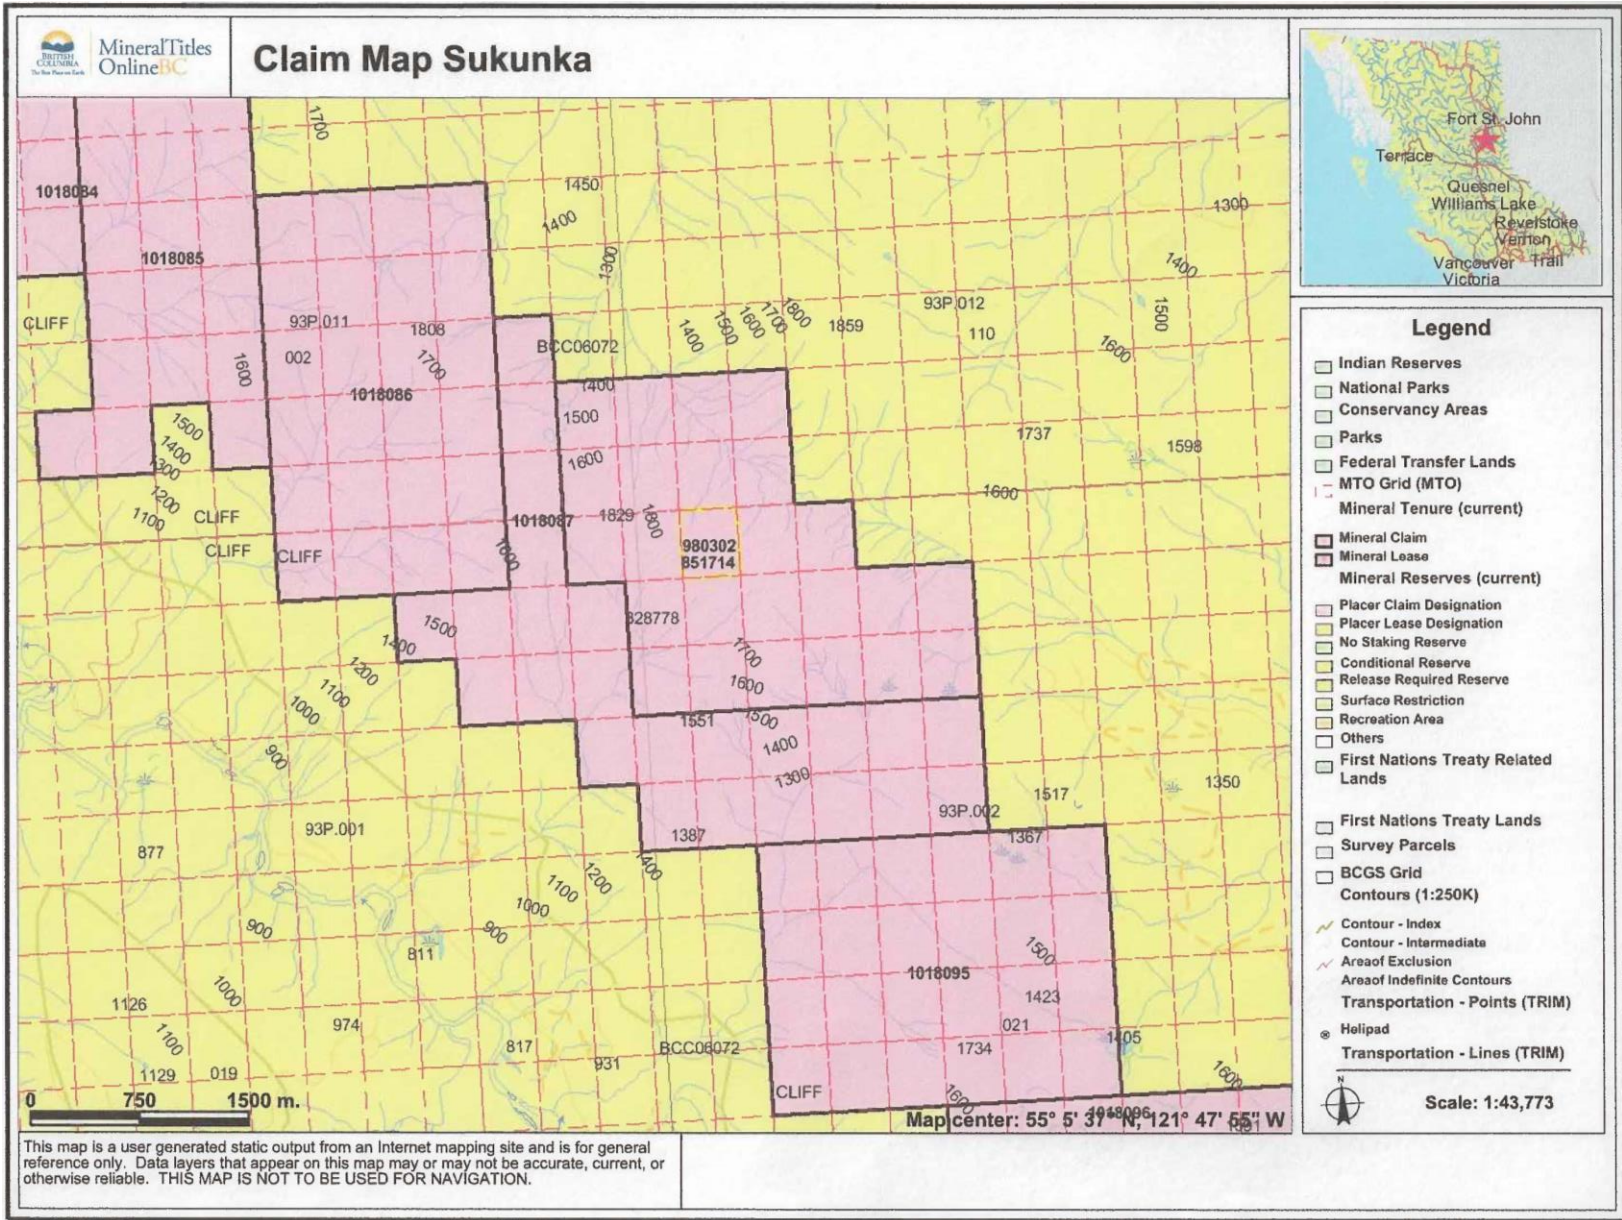 BRITISH
COLUMBIA
The Best Place on Earth
MineralTitles
OnlineBC
Claim Map Sukunka
1700
1018084
1450
1400
1300
1300
1018085
1400
CLIFF
93P.011
1808
002
1600
1700
1018086
BCC06072
1400
1500
1600
1700
1800
1859
93P.012
110
1500
1600
1400
1500
1600
1737
1598
1500
1400
1300
1200
1100
CLIFF
CLIFF
CLIFF
1600
1018087
1829
1800
1600
980302
851714
1500
1400
328778
1700
1600
1200
1100
1000
900
1551
1500
1400
1300
93P.001
877
1387
1400
93P.002
1517
1350
1367
1200
1100
1000
900
900
811
1018095
1500
1423
021
1734
1405
1126
1000
1100
974
1129
019
817
931
BCC06072
CLIFF
1600
1600
1018096
0 750 1500 m.
Map center: 55° 5' 37" N, 121° 47' 55" W
This map is a user generated static output from an Internet mapping site and is for general
reference only. Data layers that appear on this map may or may not be accurate, current, or
otherwise reliable. THIS MAP IS NOT TO BE USED FOR NAVIGATION.
Fort St. John
Terrace
Quesnel
Williams Lake
Revelstoke
Vernon
Vancouver
Trail
Victoria
Legend
Indian Reserves
National Parks
Conservancy Areas
Parks
Federal Transfer Lands
MTO Grid (MTO)
Mineral Tenure (current)
Mineral Claim
Mineral Lease
Mineral Reserves (current)
Placer Claim Designation
Placer Lease Designation
No Staking Reserve
Conditional Reserve
Release Required Reserve
Surface Restriction
Recreation Area
Others
First Nations Treaty Related
Lands
First Nations Treaty Lands
Survey Parcels
BCGS Grid
Contours (1:250K)
Contour - Index
Contour - Intermediate
Areaof Exclusion
Areaof Indefinite Contours
Transportation - Points (TRIM)
Helipad
Transportation - Lines (TRIM)
N
Scale: 1:43,773